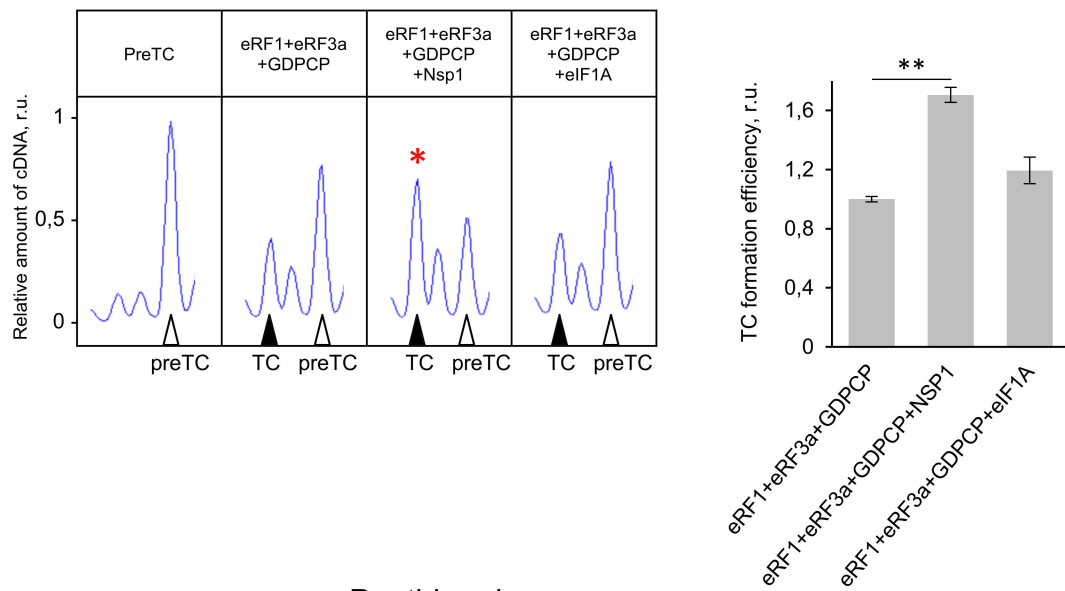 PreTC
eRF1+eRF3a
+GDPCP
eRF1+eRF3a
+GDPCP
+Nsp1
eRF1+eRF3a
+GDPCP
+eIF1A
Relative amount of cDNA, r.u.
1
0,5
0
*
preTC
TC preTC
TC preTC
TC preTC
TC formation efficiency, r.u.
1,6
1,2
0,8
0,4
0
**
eRF1+eRF3a+GDPCP
eRF1+eRF3a+GDPCP+NSP1
eRF1+eRF3a+GDPCP+eIF1A